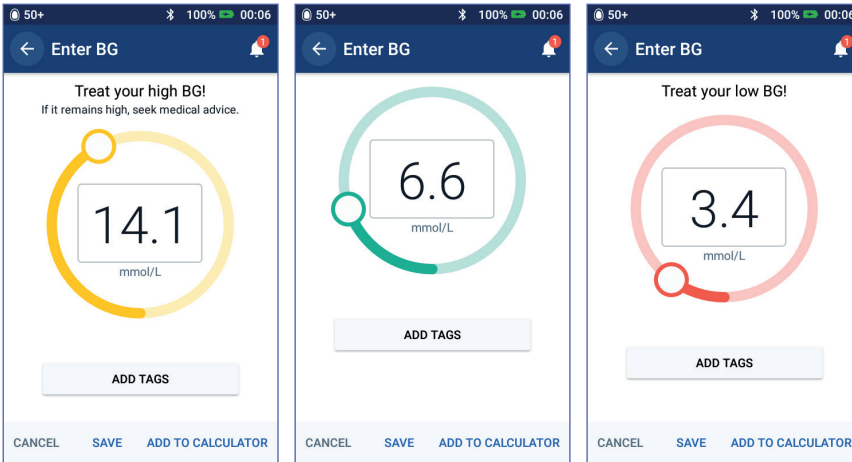 50+ 100% 00:06
Enter BG 1
Treat your high BG!
If it remains high, seek medical advice.
14.1
mmol/L
ADD TAGS
CANCEL SAVE ADD TO CALCULATOR
50+ 100% 00:06
Enter BG 1
6.6
mmol/L
ADD TAGS
CANCEL SAVE ADD TO CALCULATOR
50+ 100% 00:06
Enter BG 1
Treat your low BG!
3.4
mmol/L
ADD TAGS
CANCEL SAVE ADD TO CALCULATOR